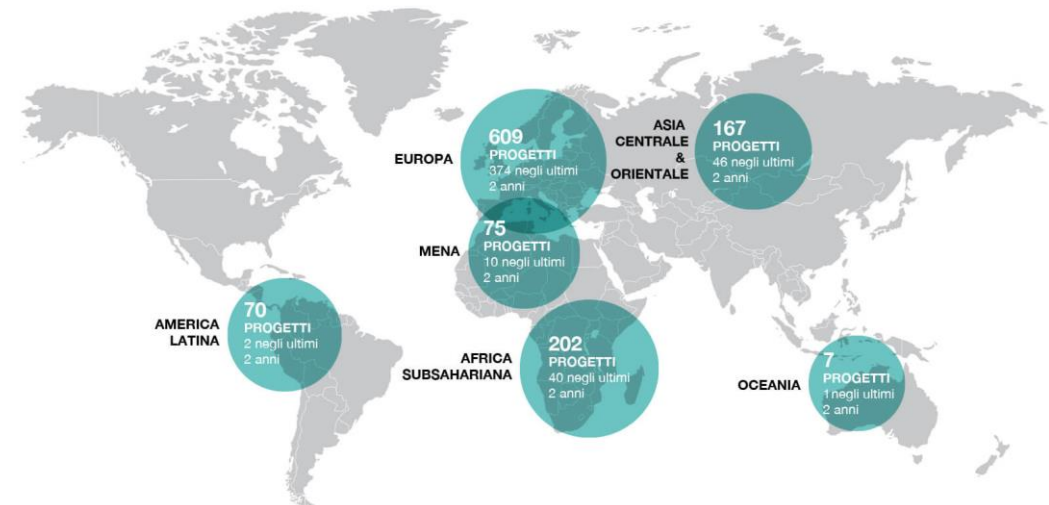 EUROPA
609
PROGETTI
374 negli ultimi
2 anni
ASIA
CENTRALE
&
ORIENTALE
167
PROGETTI
46 negli ultimi
2 anni
MENA
75
PROGETTI
10 negli ultimi
2 anni
AMERICA
LATINA
70
PROGETTI
2 negli ultimi
2 anni
AFRICA
SUBSAHARIANA
202
PROGETTI
40 negli ultimi
2 anni
OCEANIA
7
PROGETTI
1negli ultimi
2 anni